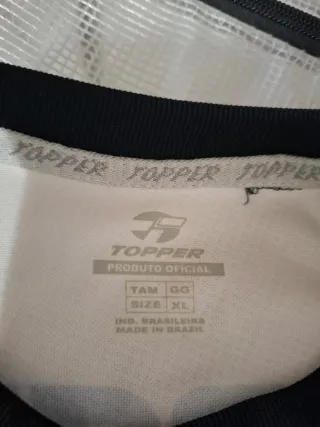 TOPPER TOPPER TOPPER
TOPPER
PRODUTO OFICIAL
TAM GG
SIZE XL
IND. BRASILEIRA
MADE IN BRAZIL